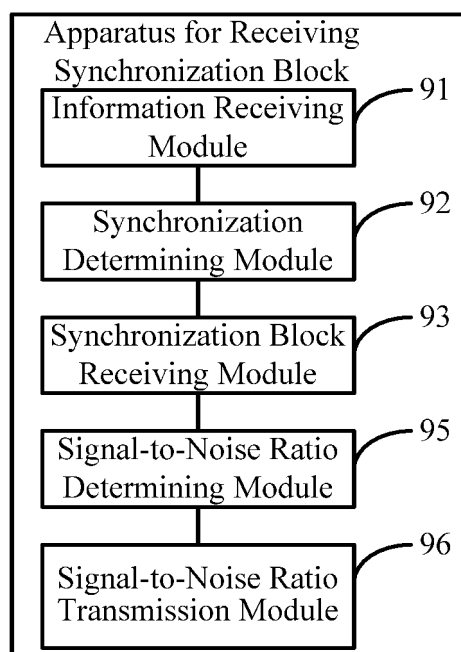 Apparatus for Receiving
Synchronization Block
Information Receiving
Module
91
Synchronization
Determining Module
92
Synchronization Block
Receiving Module
93
Signal-to-Noise Ratio
Determining Module
95
Signal-to-Noise Ratio
Transmission Module
96